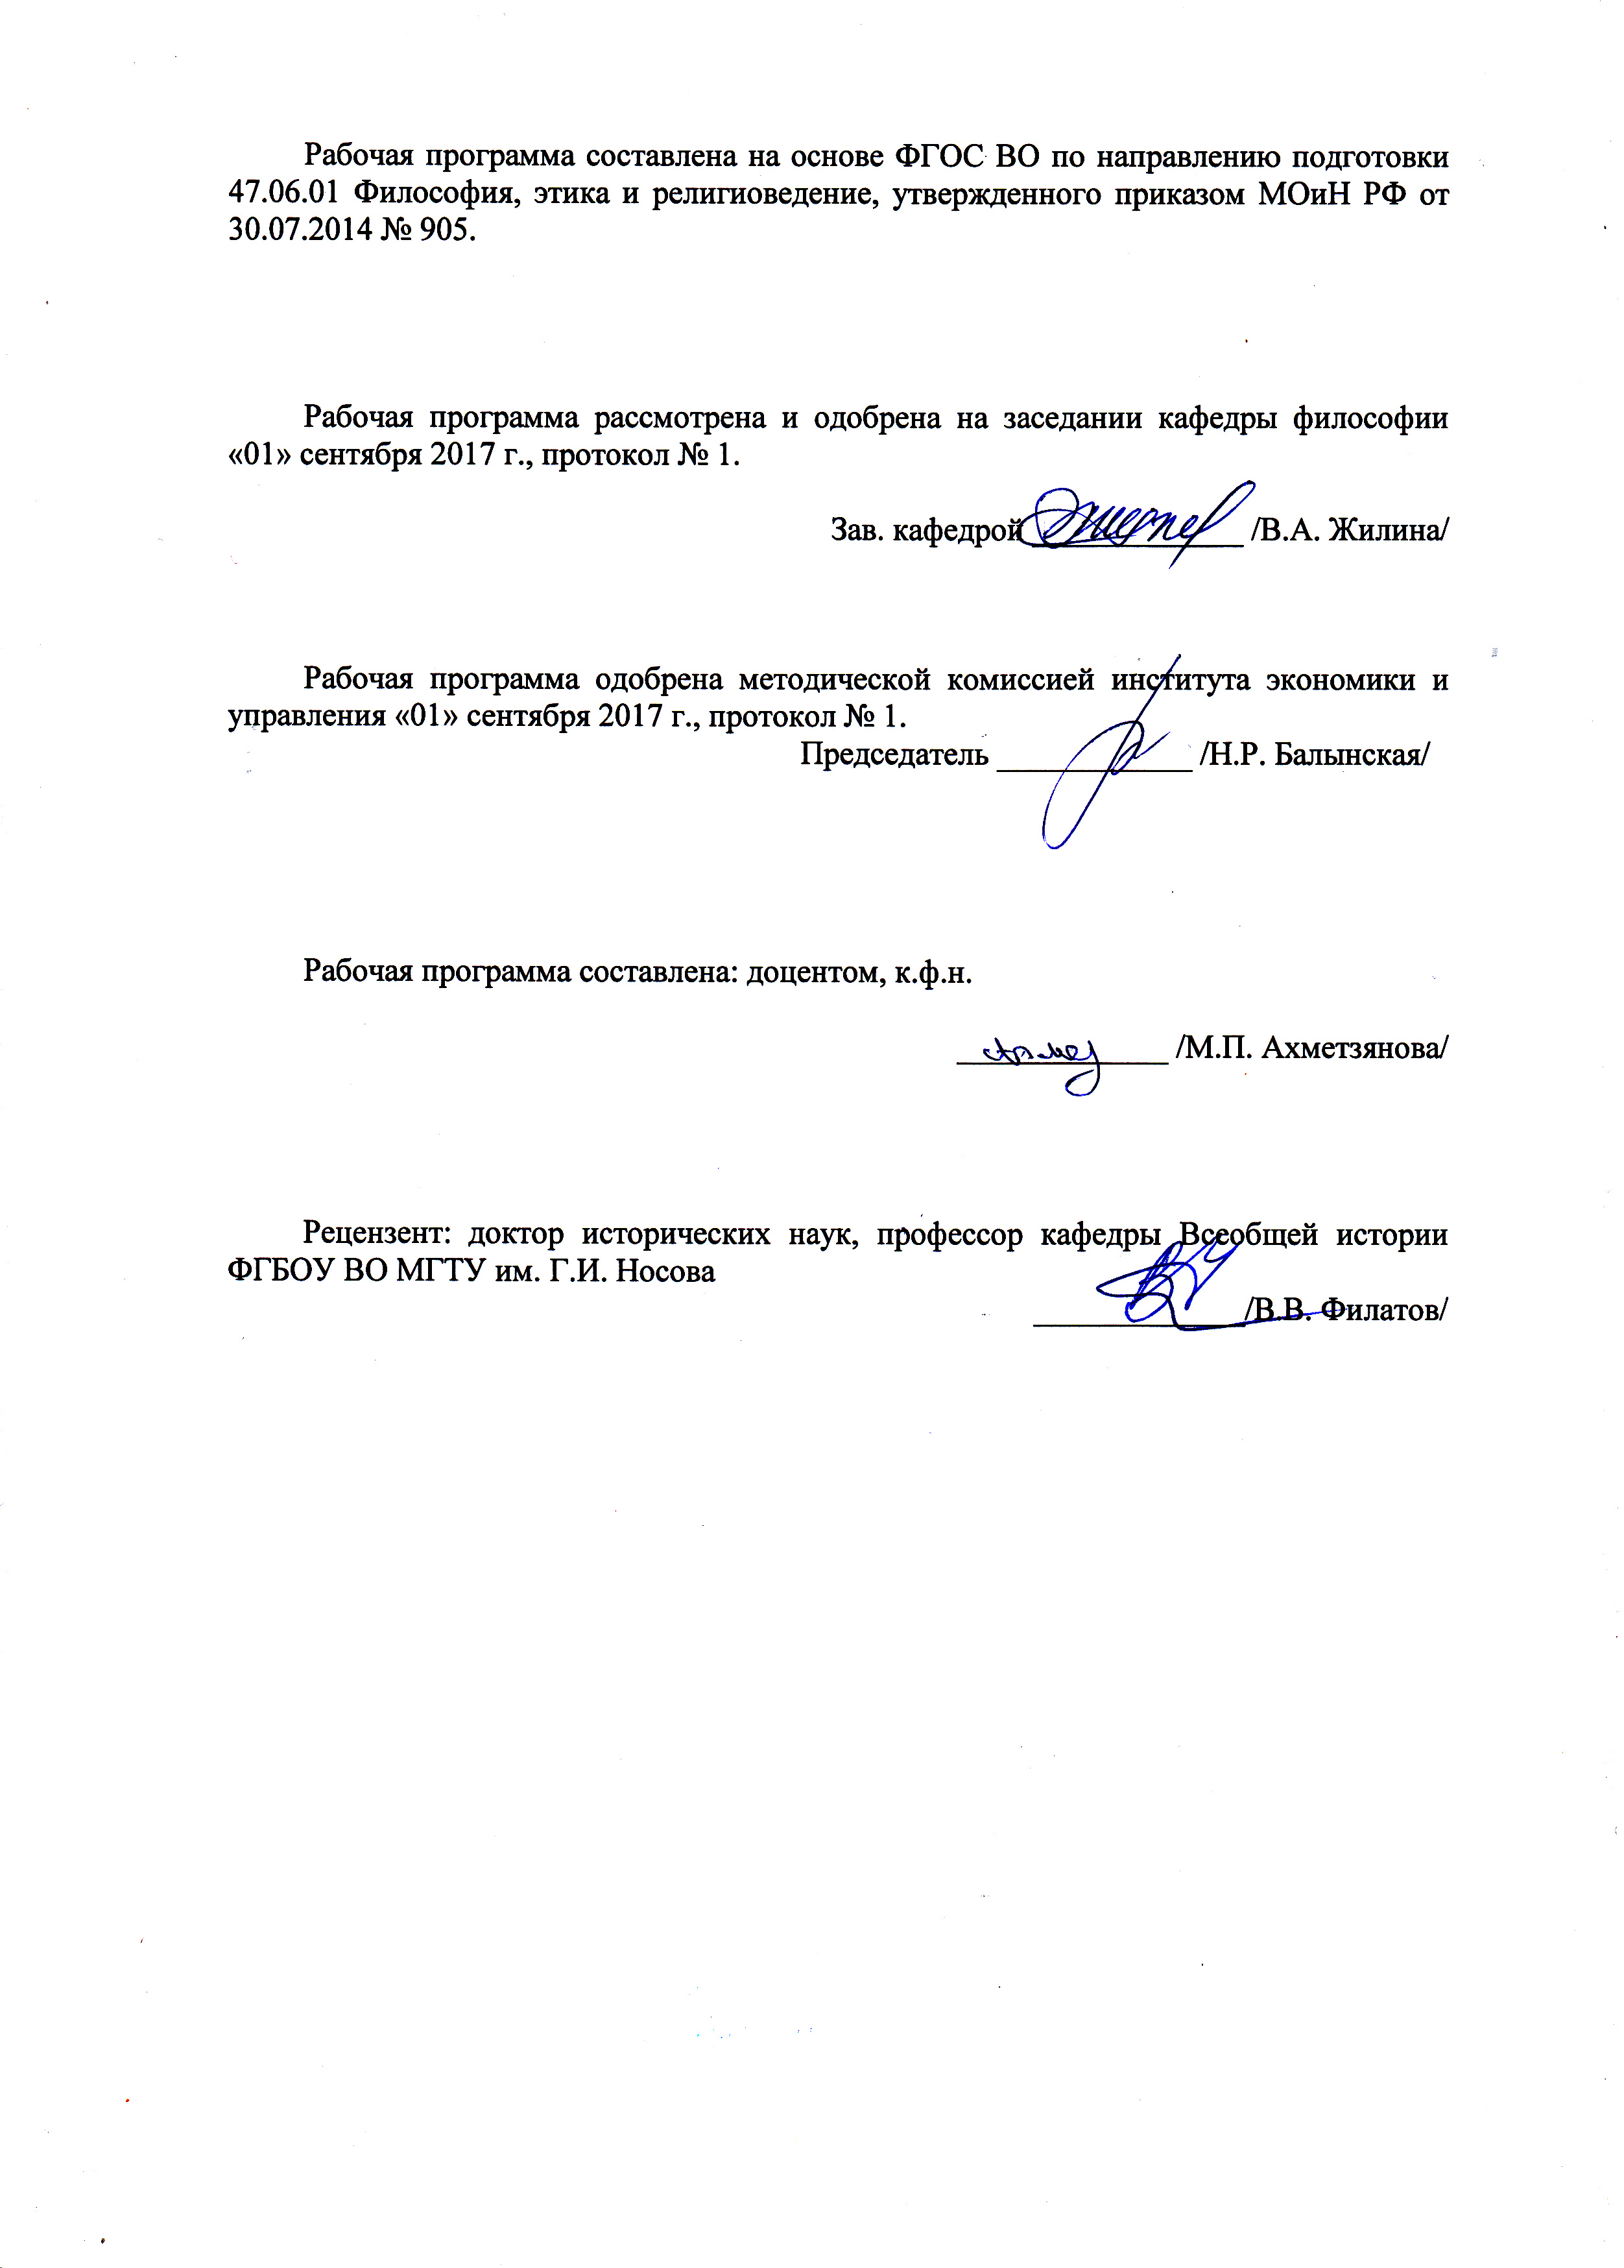 Рабочая программа составлена на основе ФГОС ВО по направлению подготовки
47.06.01 Философия, этика и религиоведение, утвержденного приказом МОиН РФ от
30.07.2014 № 905.
Рабочая программа рассмотрена и одобрена на заседании кафедры философии
«01» сентября 2017 г., протокол № 1.
Зав. кафедрой /В.А. Жилина/
Рабочая программа одобрена методической комиссией института экономики и
управления «01» сентября 2017 г., протокол № 1.
Председатель /Н.Р. Балынская/
Рабочая программа составлена: доцентом, к.ф.н.
/М.П. Ахметзянова/
Рецензент: доктор исторических наук, профессор кафедры Всеобщей истории
ФГБОУ ВО МГТУ им. Г.И. Носова
/В.В. Филатов/